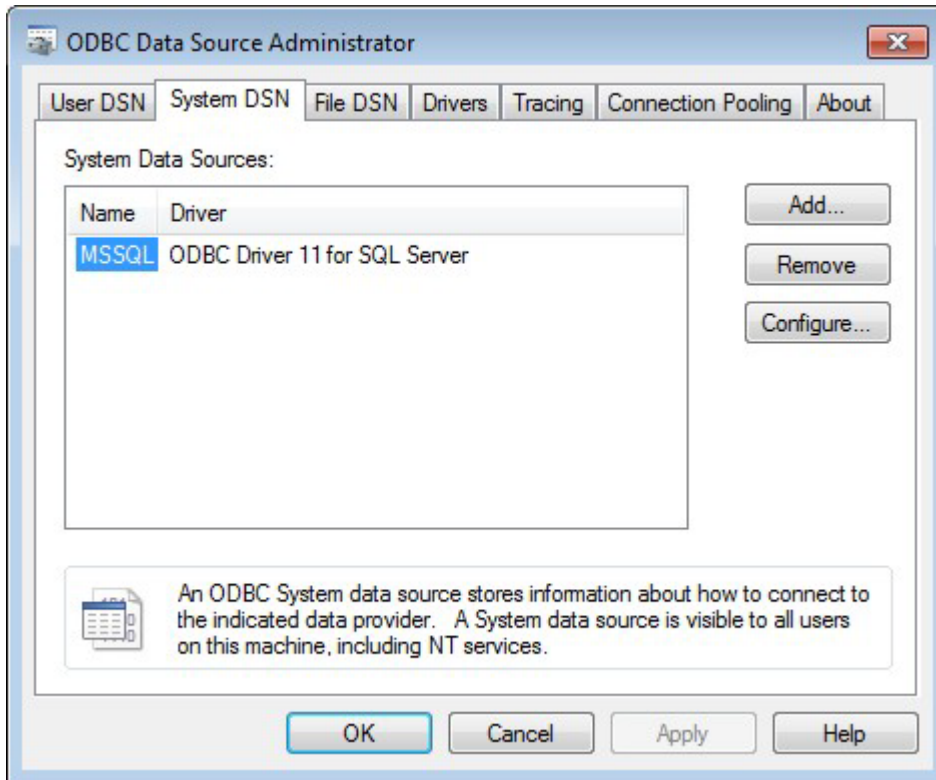 ODBC Data Source Administrator
User DSN System DSN File DSN Drivers Tracing Connection Pooling About
System Data Sources:
Name Driver
MSSQL ODBC Driver 11 for SQL Server
Add...
Remove
Configure...
An ODBC System data source stores information about how to connect to
the indicated data provider. A System data source is visible to all users
on this machine, including NT services.
OK Cancel Apply Help